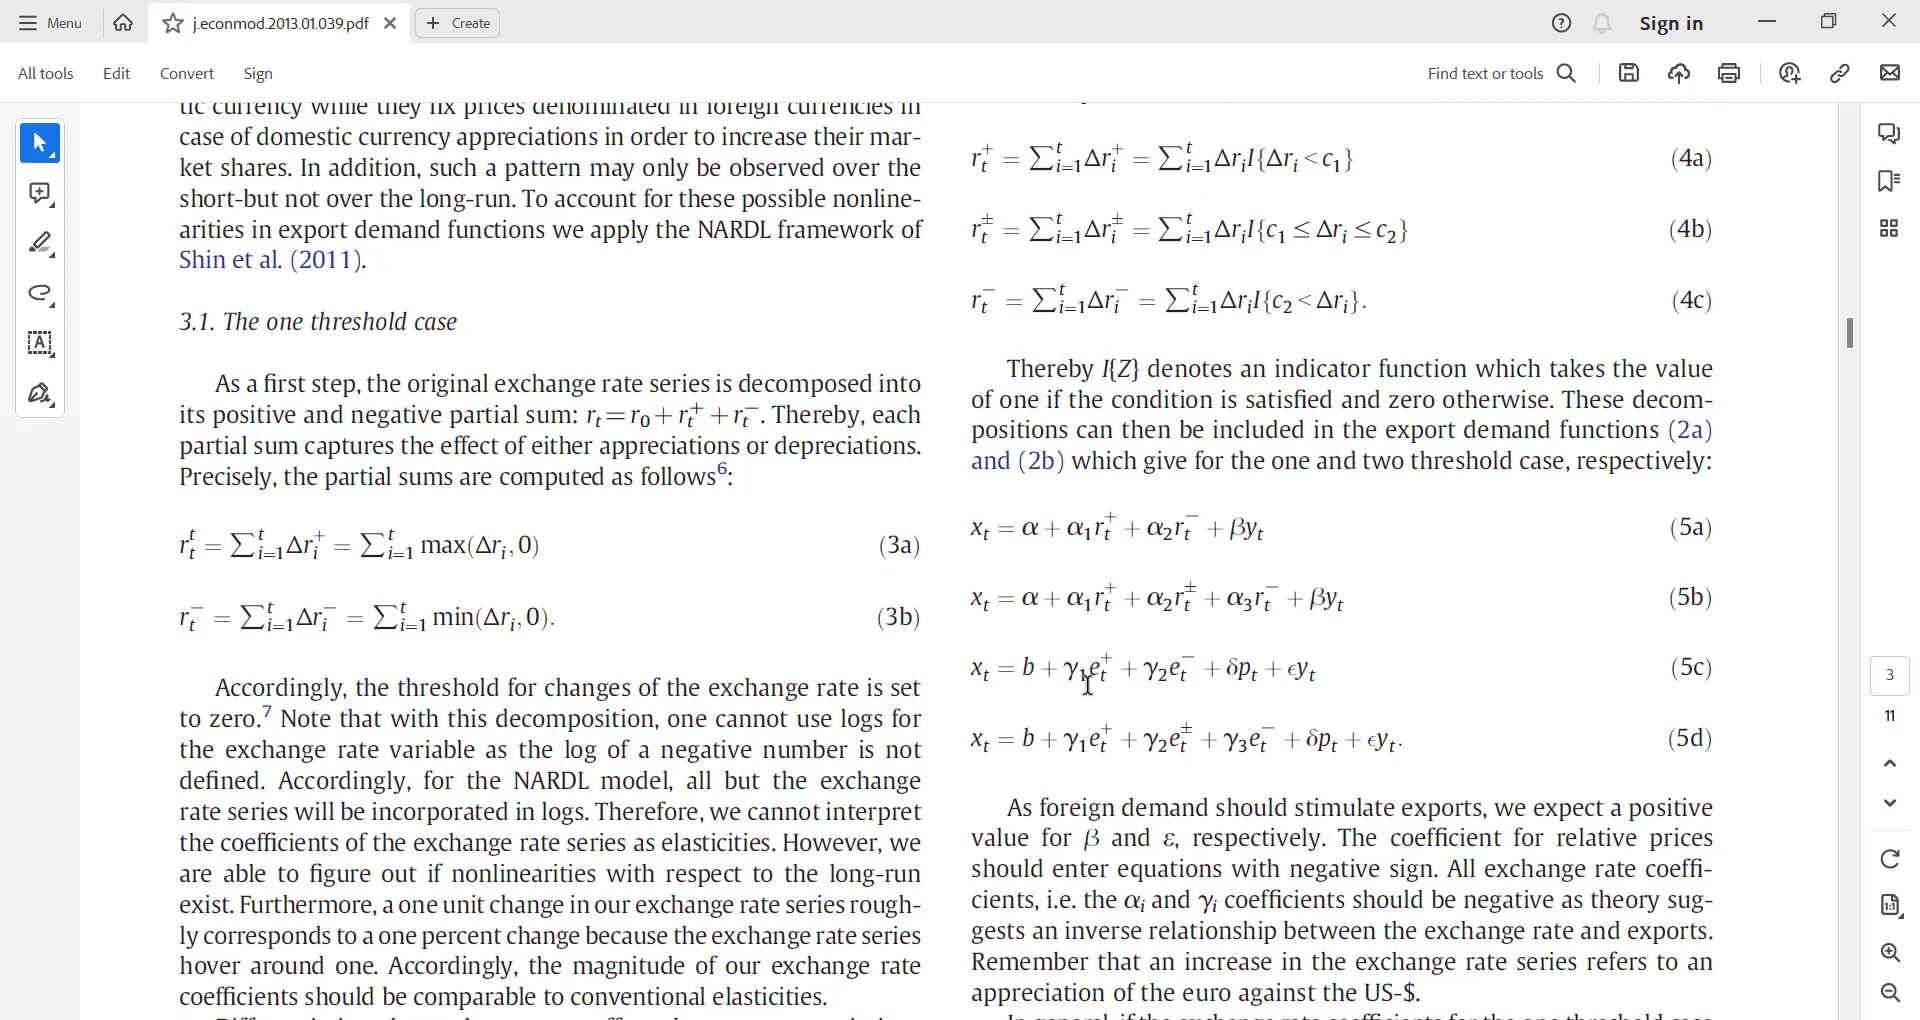 Menu
j.econmod.2013.01.039.pdf
Create
Sign in
All tools
Edit
Convert
Sign
Find text or tools
tic currency while they fix prices denominated in foreign currencies in
case of domestic currency appreciations in order to increase their mar-
ket shares. In addition, such a pattern may only be observed over the
short-but not over the long-run. To account for these possible nonline-
arities in export demand functions we apply the NARDL framework of
Shin et al. (2011).
3.1. The one threshold case
As a first step, the original exchange rate series is decomposed into
its positive and negative partial sum: r_t = r_0 + r_t^+ + r_t^-. Thereby, each
partial sum captures the effect of either appreciations or depreciations.
Precisely, the partial sums are computed as follows⁶:
r_t^t = ∑_{i=1}^t Δr_i^+ = ∑_{i=1}^t max(Δr_i, 0) (3a)
r_t^- = ∑_{i=1}^t Δr_i^- = ∑_{i=1}^t min(Δr_i, 0). (3b)
Accordingly, the threshold for changes of the exchange rate is set
to zero.⁷ Note that with this decomposition, one cannot use logs for
the exchange rate variable as the log of a negative number is not
defined. Accordingly, for the NARDL model, all but the exchange
rate series will be incorporated in logs. Therefore, we cannot interpret
the coefficients of the exchange rate series as elasticities. However, we
are able to figure out if nonlinearities with respect to the long-run
exist. Furthermore, a one unit change in our exchange rate series rough-
ly corresponds to a one percent change because the exchange rate series
hover around one. Accordingly, the magnitude of our exchange rate
coefficients should be comparable to conventional elasticities.
r_t^+ = ∑_{i=1}^t Δr_i^+ = ∑_{i=1}^t Δr_i I{Δr_i < c_1} (4a)
r_t^± = ∑_{i=1}^t Δr_i^± = ∑_{i=1}^t Δr_i I{c_1 ≤ Δr_i ≤ c_2} (4b)
r_t^- = ∑_{i=1}^t Δr_i^- = ∑_{i=1}^t Δr_i I{c_2 < Δr_i}. (4c)
Thereby I{Z} denotes an indicator function which takes the value
of one if the condition is satisfied and zero otherwise. These decom-
positions can then be included in the export demand functions (2a)
and (2b) which give for the one and two threshold case, respectively:
x_t = α + α_1 r_t^+ + α_2 r_t^- + βy_t (5a)
x_t = α + α_1 r_t^+ + α_2 r_t^± + α_3 r_t^- + βy_t (5b)
x_t = b + γ_1 e_t^+ + γ_2 e_t^- + δp_t + ϵy_t (5c)
x_t = b + γ_1 e_t^+ + γ_2 e_t^± + γ_3 e_t^- + δp_t + ϵy_t. (5d)
As foreign demand should stimulate exports, we expect a positive
value for β and ε, respectively. The coefficient for relative prices
should enter equations with negative sign. All exchange rate coeffi-
cients, i.e. the α_i and γ_i coefficients should be negative as theory sug-
gests an inverse relationship between the exchange rate and exports.
Remember that an increase in the exchange rate series refers to an
appreciation of the euro against the US-$.
3
11
1:1